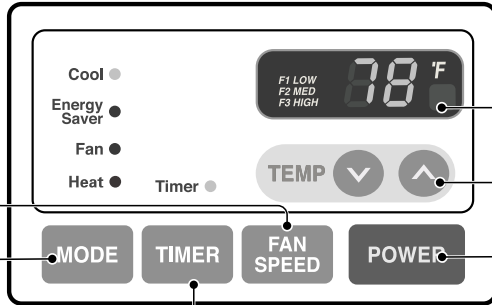 Cool
Energy
Saver
Fan
Heat
Timer
F1 LOW
F2 MED
F3 HIGH
78 °F
TEMP
MODE
TIMER
FAN
SPEED
POWER